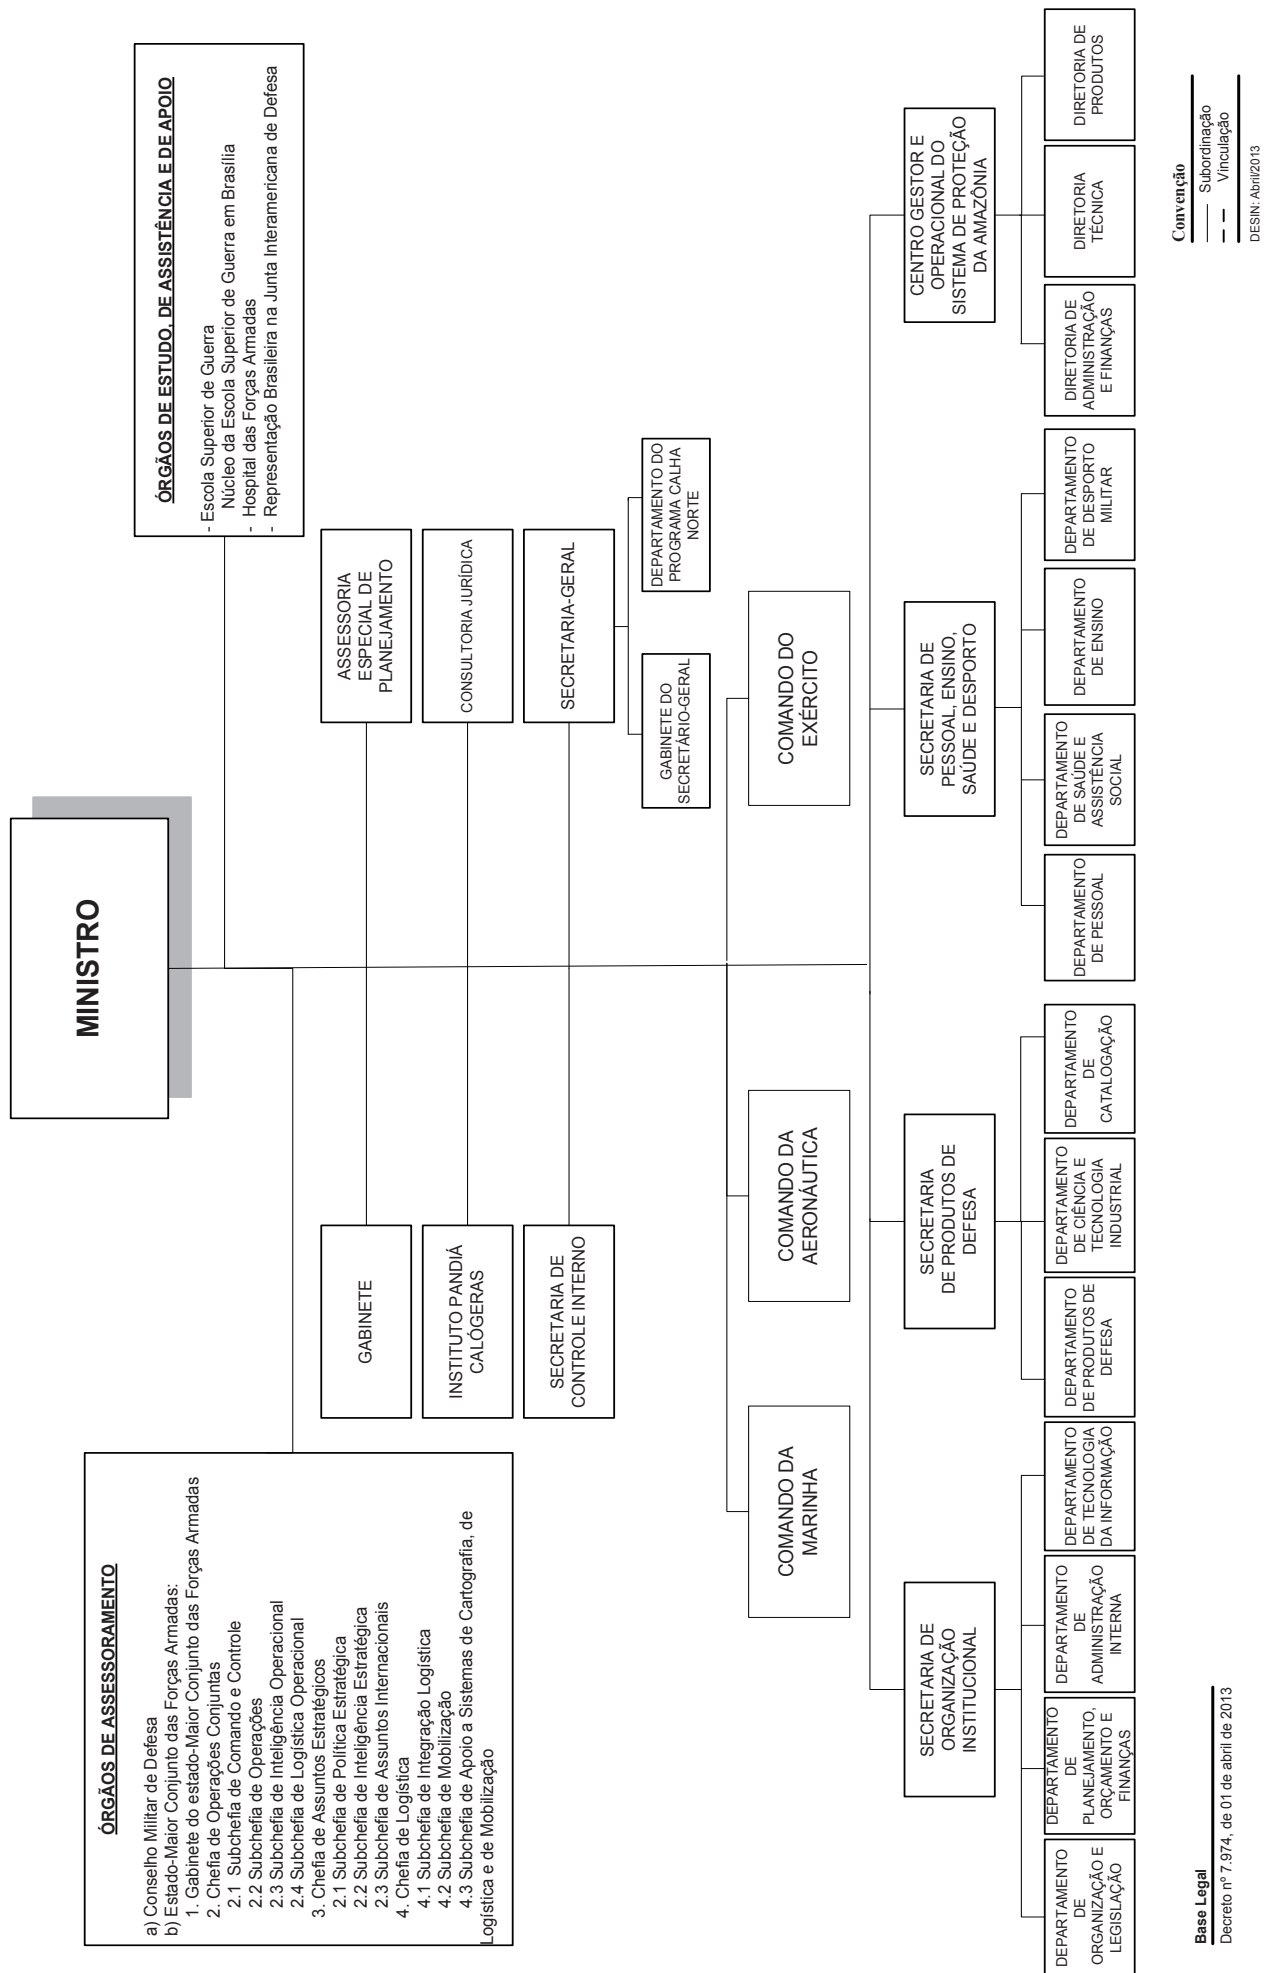 MINISTRO
ÓRGÃOS DE ASSESSORAMENTO
a) Conselho Militar de Defesa
b) Estado-Maior Conjunto das Forças Armadas:
1. Gabinete do estado-Maior Conjunto das Forças Armadas
2. Chefia de Operações Conjuntas
2.1 Subchefia de Comando e Controle
2.2 Subchefia de Operações
2.3 Subchefia de Inteligência Operacional
2.4 Subchefia de Logística Operacional
3. Chefia de Assuntos Estratégicos
2.1 Subchefia de Política Estratégica
2.2 Subchefia de Inteligência Estratégica
2.3 Subchefia de Assuntos Internacionais
4. Chefia de Logística
4.1 Subchefia de Integração Logística
4.2 Subchefia de Mobilização
4.3 Subchefia de Apoio a Sistemas de Cartografia, de
Logística e de Mobilização
ÓRGÃOS DE ESTUDO, DE ASSISTÊNCIA E DE APOIO
- Escola Superior de Guerra
Núcleo da Escola Superior de Guerra em Brasília
- Hospital das Forças Armadas
- Representação Brasileira na Junta Interamericana de Defesa
GABINETE
ASSESSORIA
ESPECIAL DE
PLANEJAMENTO
INSTITUTO PANDIÁ
CALÓGERAS
CONSULTORIA JURÍDICA
SECRETARIA DE
CONTROLE INTERNO
SECRETARIA-GERAL
GABINETE DO
SECRETÁRIO-GERAL
DEPARTAMENTO DO
PROGRAMA CALHA
NORTE
COMANDO DA
MARINHA
COMANDO DA
AERONÁUTICA
COMANDO DO
EXÉRCITO
SECRETARIA DE
ORGANIZAÇÃO
INSTITUCIONAL
SECRETARIA
DE PRODUTOS DE
DEFESA
SECRETARIA DE
PESSOAL, ENSINO,
SAÚDE E DESPORTO
CENTRO GESTOR E
OPERACIONAL DO
SISTEMA DE PROTEÇÃO
DA AMAZÔNIA
DEPARTAMENTO
DE
ORGANIZAÇÃO E
LEGISLAÇÃO
DEPARTAMENTO
DE
PLANEJAMENTO,
ORÇAMENTO E
FINANÇAS
DEPARTAMENTO
DE
ADMINISTRAÇÃO
INTERNA
DEPARTAMENTO
DE TECNOLOGIA
DA INFORMAÇÃO
DEPARTAMENTO
DE PRODUTOS DE
DEFESA
DEPARTAMENTO
DE CIÊNCIA E
TECNOLOGIA
INDUSTRIAL
DEPARTAMENTO
DE
CATALOGAÇÃO
DEPARTAMENTO
DE PESSOAL
DEPARTAMENTO
DE SAÚDE E
ASSISTÊNCIA
SOCIAL
DEPARTAMENTO
DE ENSINO
DEPARTAMENTO
DE DESPORTO
MILITAR
DIRETORIA DE
ADMINISTRAÇÃO
E FINANÇAS
DIRETORIA
TÉCNICA
DIRETORIA DE
PRODUTOS
Base Legal
Decreto nº 7.974, de 01 de abril de 2013
Convenção
Subordinação
Vinculação
DESIN: Abril/2013